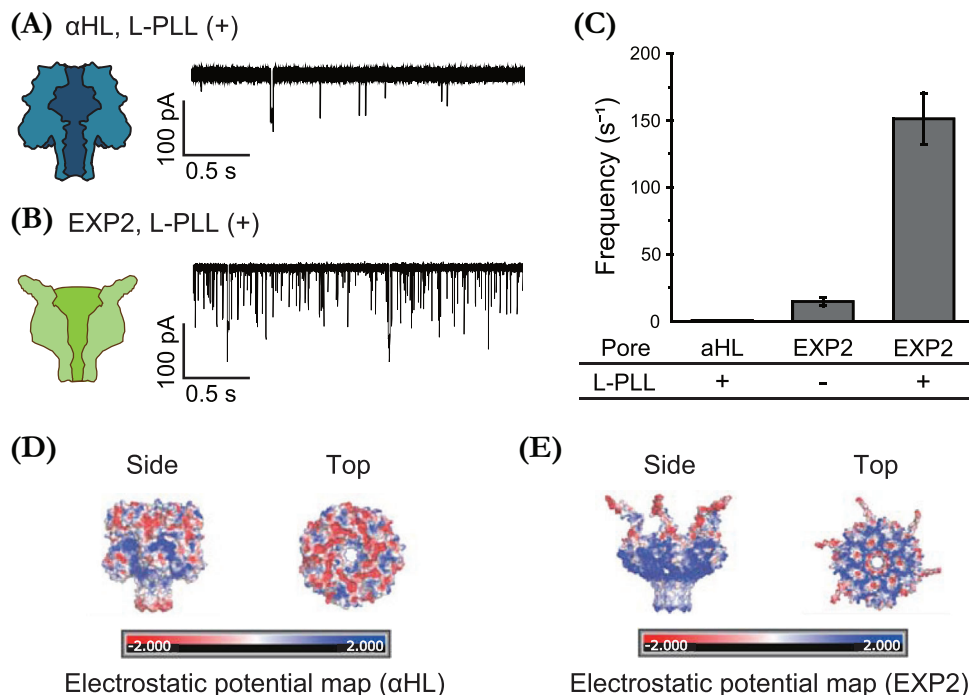 (A) αHL, L-PLL (+)
100 pA
0.5 s
(B) EXP2, L-PLL (+)
100 pA
0.5 s
(C)
Frequency (s⁻¹)
200
150
100
50
0
Pore aHL EXP2 EXP2
L-PLL + - +
(D)
Side Top
-2.000 2.000
Electrostatic potential map (αHL)
(E)
Side Top
-2.000 2.000
Electrostatic potential map (EXP2)